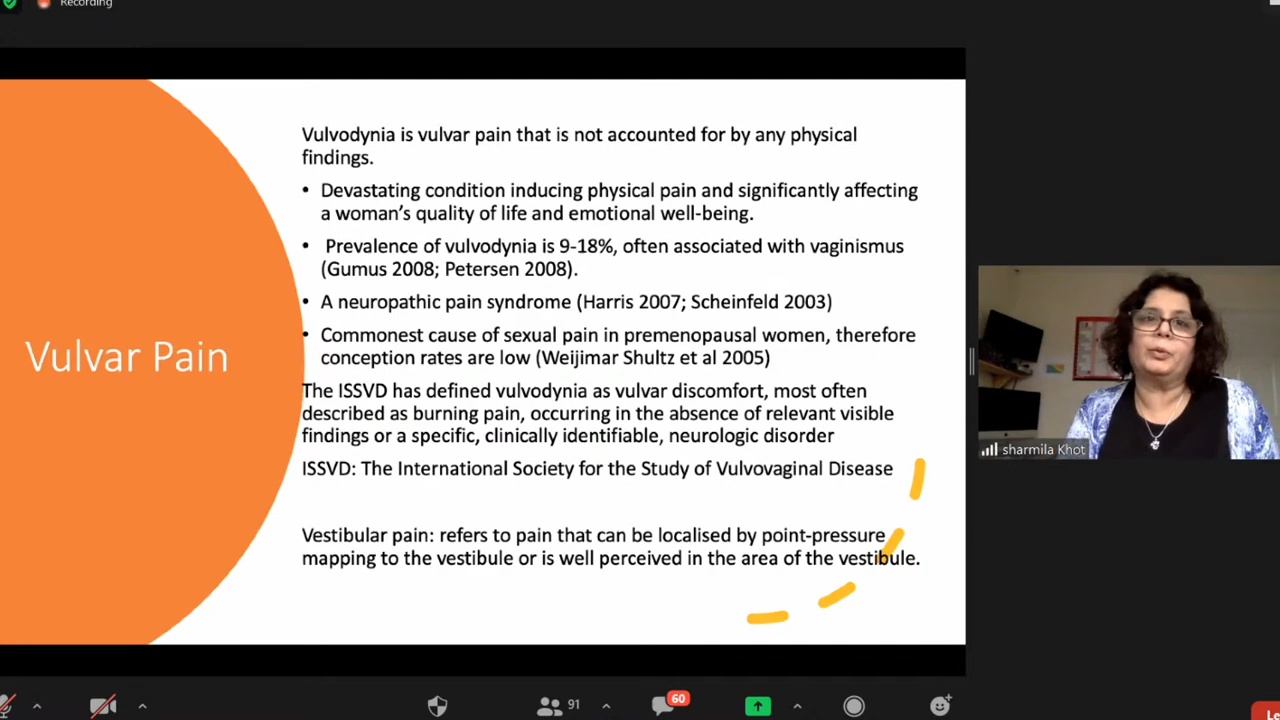 Recording
Vulvar Pain
Vulvodynia is vulvar pain that is not accounted for by any physical
findings.
• Devastating condition inducing physical pain and significantly affecting
a woman's quality of life and emotional well-being.
• Prevalence of vulvodynia is 9-18%, often associated with vaginismus
(Gumus 2008; Petersen 2008).
• A neuropathic pain syndrome (Harris 2007; Scheinfeld 2003)
• Commonest cause of sexual pain in premenopausal women, therefore
conception rates are low (Weijimar Shultz et al 2005)
The ISSVD has defined vulvodynia as vulvar discomfort, most often
described as burning pain, occurring in the absence of relevant visible
findings or a specific, clinically identifiable, neurologic disorder
ISSVD: The International Society for the Study of Vulvovaginal Disease
Vestibular pain: refers to pain that can be localised by point-pressure
mapping to the vestibule or is well perceived in the area of the vestibule.
sharmila Khot
91
60